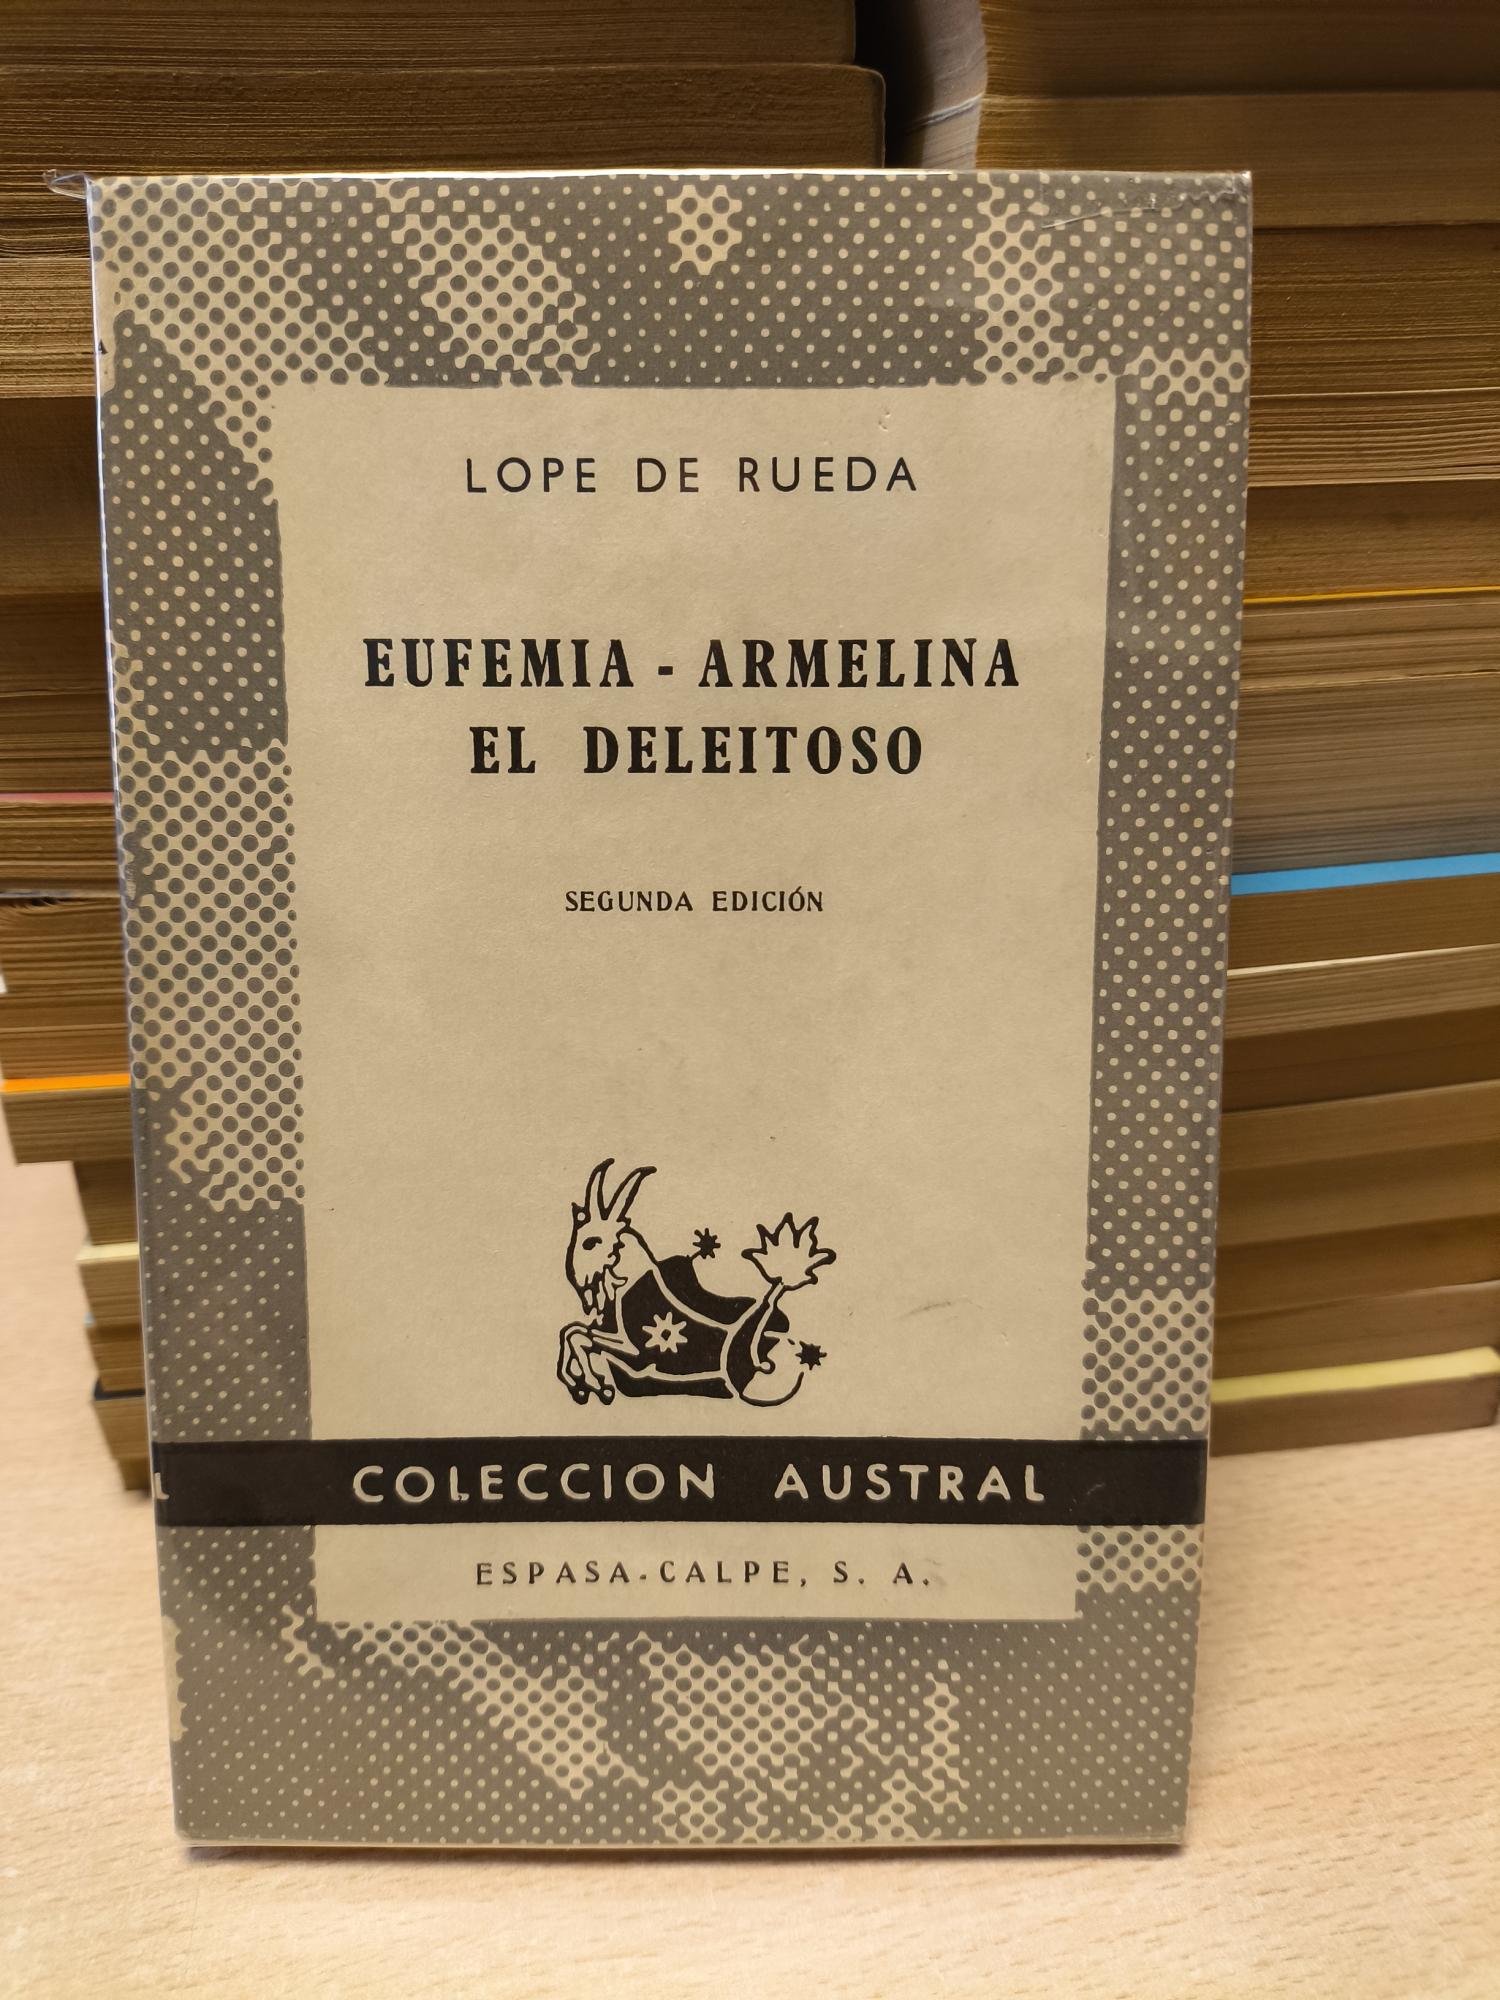 LOPE DE RUEDA
EUFEMIA - ARMELINA
EL DELEITOSO
SEGUNDA EDICIÓN
COLECCION AUSTRAL
ESPASA-CALPE, S. A.